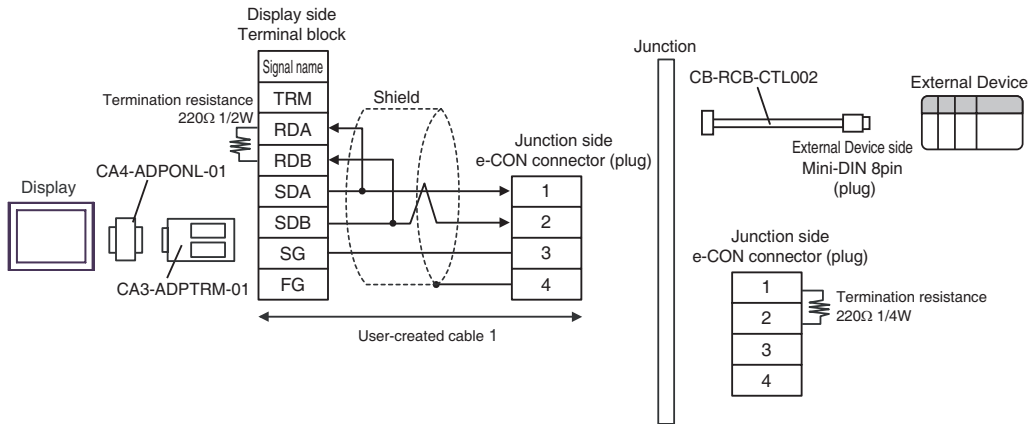 Display side
Terminal block
Signal name
TRM
RDA
RDB
SDA
SDB
SG
FG
Termination resistance
220Ω 1/2W
Shield
Junction side
e-CON connector (plug)
1
2
3
4
Display
CA4-ADPONL-01
CA3-ADPTRM-01
User-created cable 1
Junction
CB-RCB-CTL002
External Device
External Device side
Mini-DIN 8pin
(plug)
Junction side
e-CON connector (plug)
1
2
3
4
Termination resistance
220Ω 1/4W